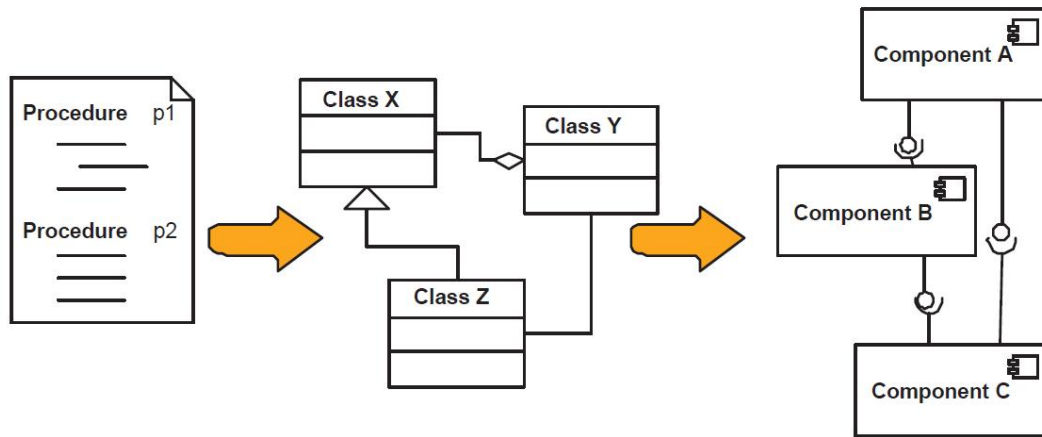 Procedure p1
Procedure p2
Class X
Class Y
Class Z
Component A
Component B
Component C